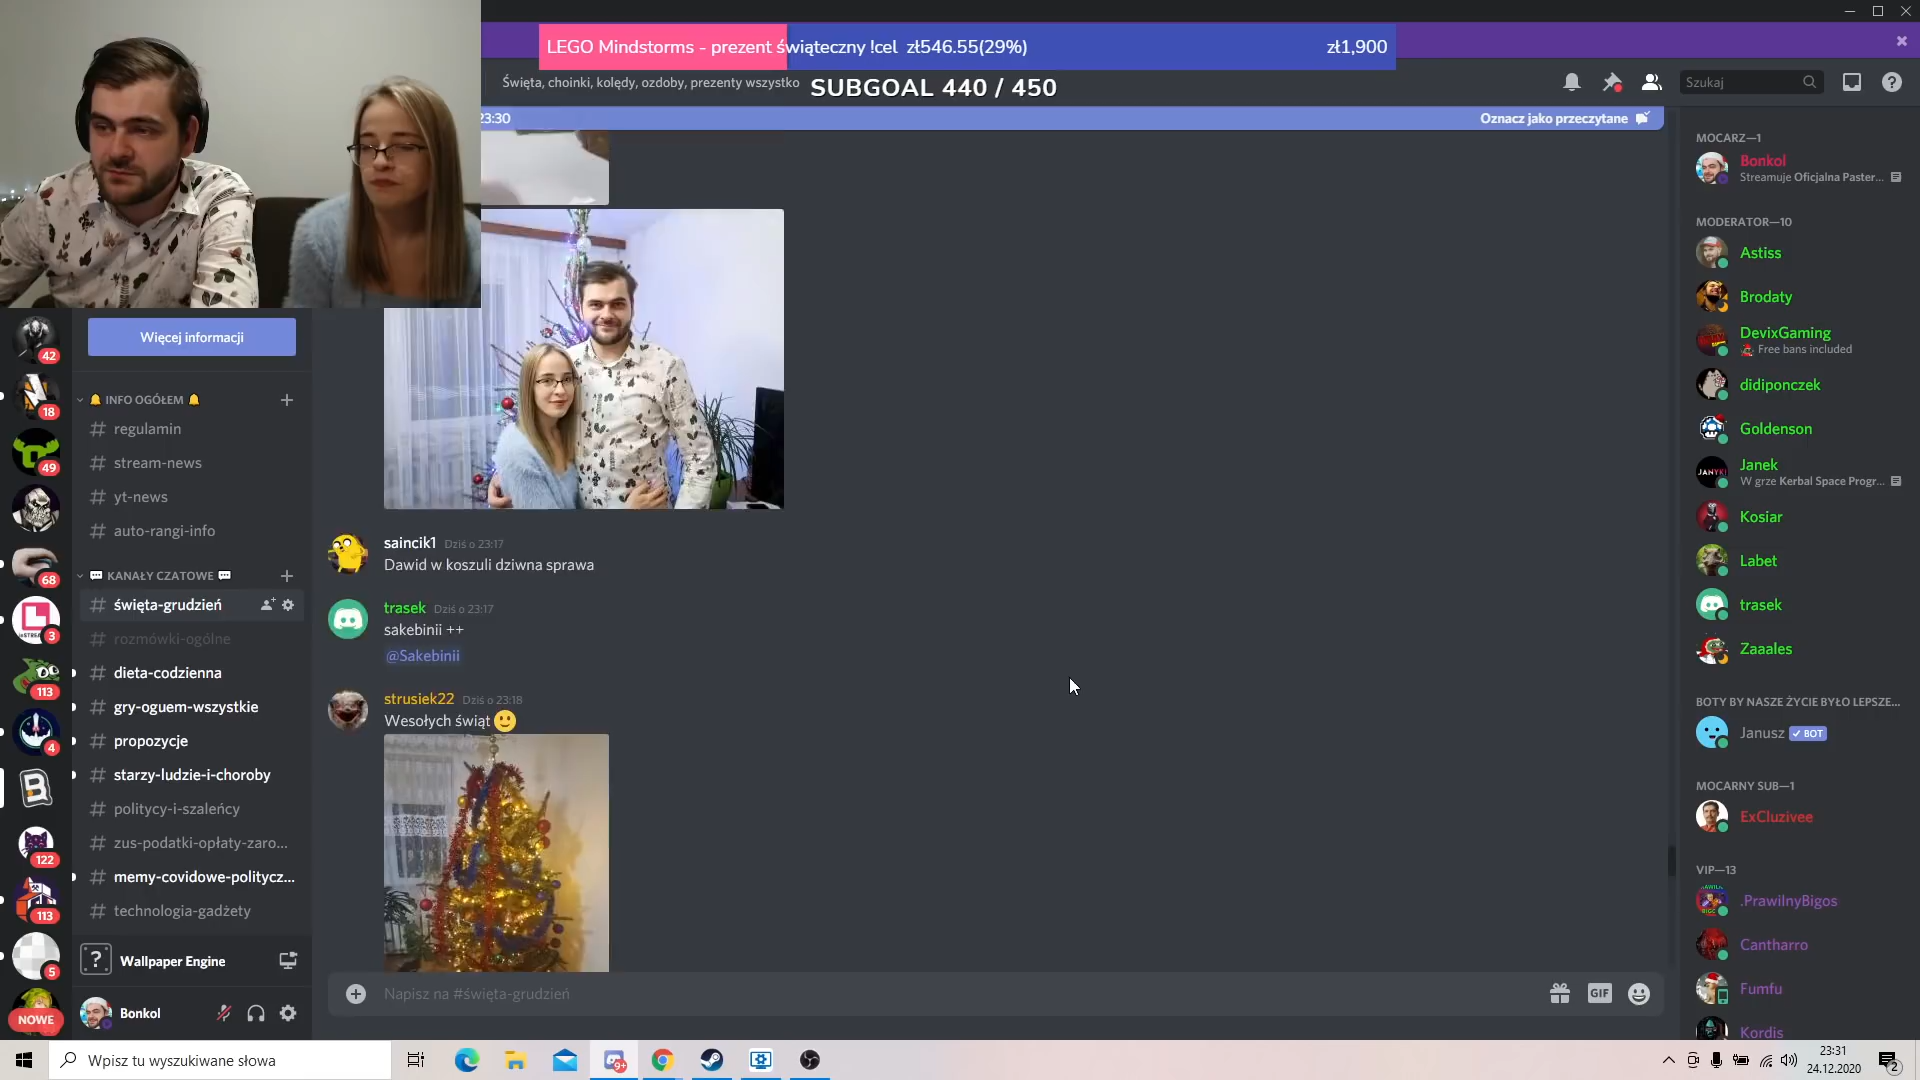 LEGO Mindstorms - prezent świąteczny !cel zł546.55(29%)
zł1,900
Święta, choinki, kolędy, ozdoby, prezenty wszystko
SUBGOAL 440 / 450
Szukaj
23:30
Oznacz jako przeczytane
Więcej informacji
INFO OGÓŁEM
regulamin
stream-news
yt-news
auto-rangi-info
KANAŁY CZATOWE
święta-grudzień
rozmówki-ogólne
dieta-codzienna
gry-oguem-wszystkie
propozycje
starzy-ludzie-i-choroby
politycy-i-szaleńcy
zus-podatki-opłaty-zaro...
memy-covidowe-politycz...
technologia-gadżety
Wallpaper Engine
Bonkol
42
18
49
68
3
113
4
122
113
5
NOWE
saincik1 Dziś o 23:17
Dawid w koszuli dziwna sprawa
trasek Dziś o 23:17
sakebinii ++
@Sakebinii
strusiek22 Dziś o 23:18
Wesołych świąt
Napisz na #święta-grudzień
GIF
MOCARZ—1
Bonkol
Streamuje Oficjalna Paster...
MODERATOR—10
Astiss
Brodaty
DevixGaming
Free bans included
didiponczek
Goldenson
Janek
W grze Kerbal Space Progr...
Kosiar
Labet
trasek
Zaaales
BOTY BY NASZE ŻYCIE BYŁO LEPSZE...
Janusz BOT
MOCARNY SUB—1
ExCluzivee
VIP—13
.PrawilnyBigos
Cantharro
Fumfu
Kordis
Wpisz tu wyszukiwane słowa
9+
23:31
24.12.2020
2